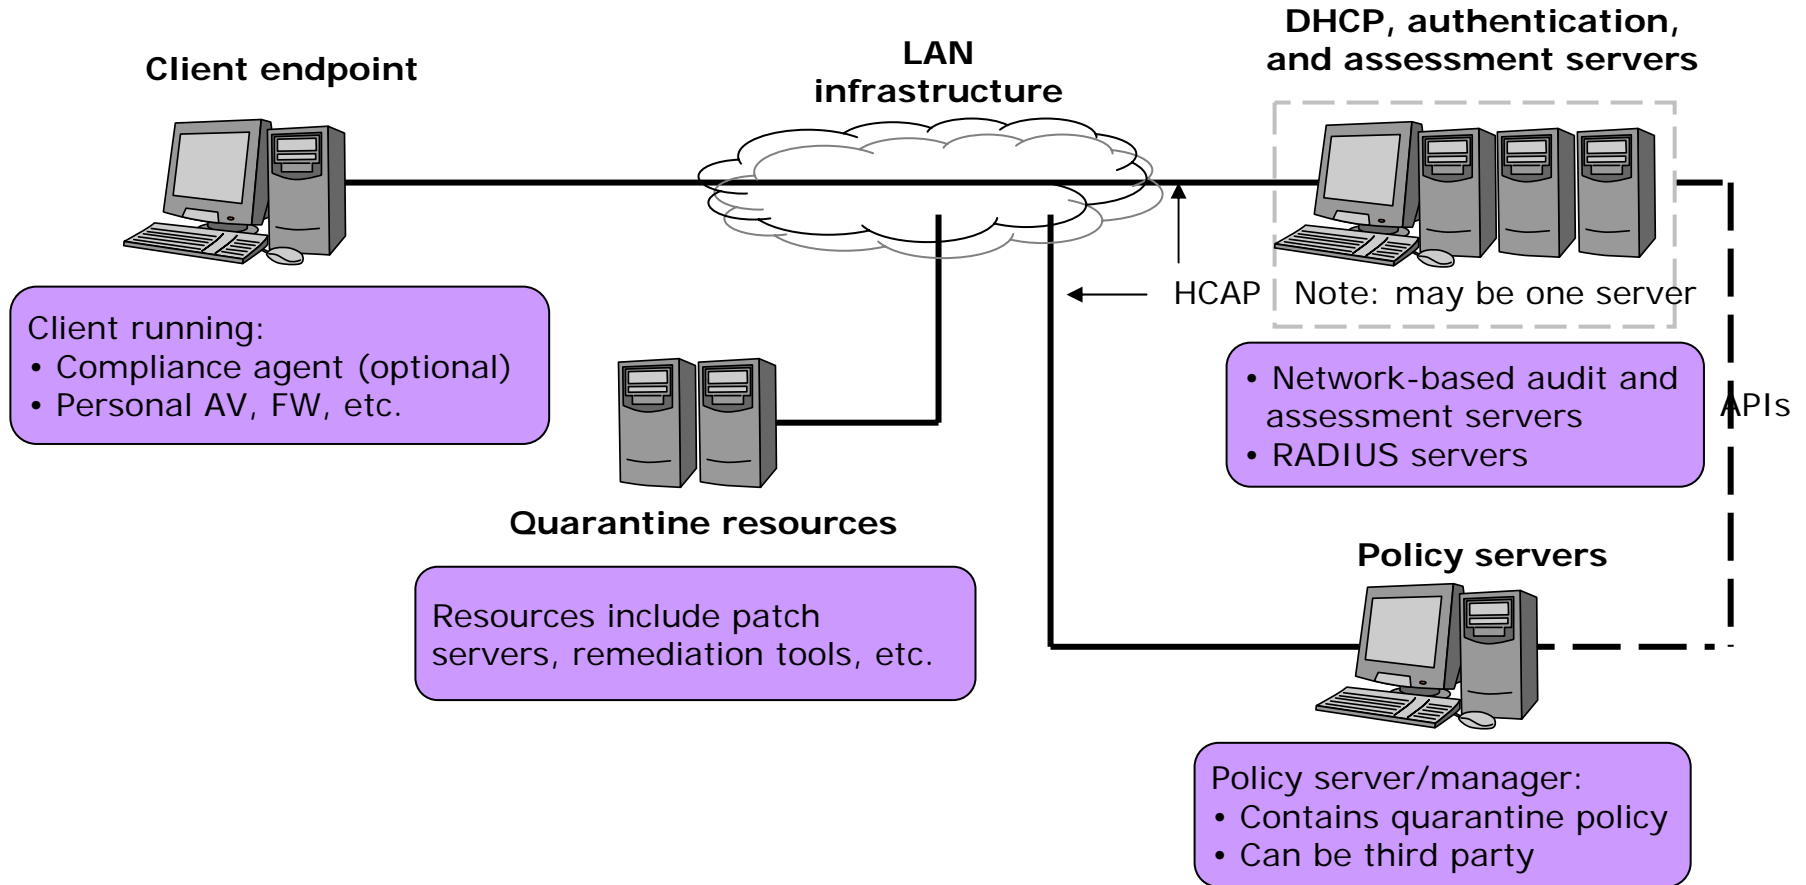 Client endpoint
LAN
infrastructure
DHCP, authentication,
and assessment servers
HCAP
Note: may be one server
Client running:
• Compliance agent (optional)
• Personal AV, FW, etc.
• Network-based audit and
assessment servers
• RADIUS servers
APIs
Quarantine resources
Resources include patch
servers, remediation tools, etc.
Policy servers
Policy server/manager:
• Contains quarantine policy
• Can be third party